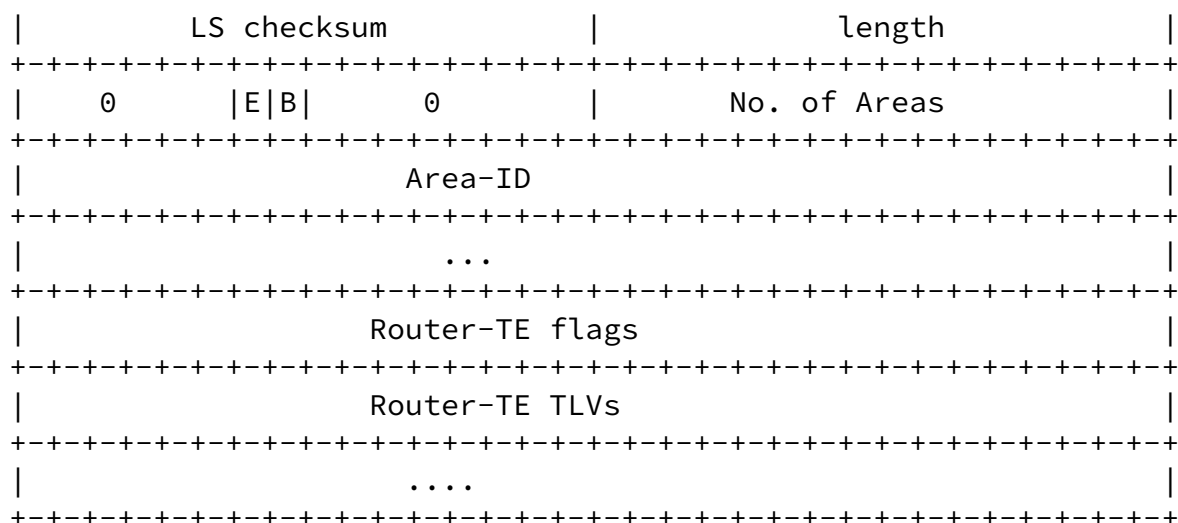 |        LS checksum           |             length            |
+-+-+-+-+-+-+-+-+-+-+-+-+-+-+-+-+-+-+-+-+-+-+-+-+-+-+-+-+-+-+-+-+
|    0      |E|B|      0       |       No. of Areas            |
+-+-+-+-+-+-+-+-+-+-+-+-+-+-+-+-+-+-+-+-+-+-+-+-+-+-+-+-+-+-+-+-+
|                     Area-ID                                   |
+-+-+-+-+-+-+-+-+-+-+-+-+-+-+-+-+-+-+-+-+-+-+-+-+-+-+-+-+-+-+-+-+
|                       ...                                     |
+-+-+-+-+-+-+-+-+-+-+-+-+-+-+-+-+-+-+-+-+-+-+-+-+-+-+-+-+-+-+-+-+
|                   Router-TE flags                             |
+-+-+-+-+-+-+-+-+-+-+-+-+-+-+-+-+-+-+-+-+-+-+-+-+-+-+-+-+-+-+-+-+
|                   Router-TE TLVs                              |
+-+-+-+-+-+-+-+-+-+-+-+-+-+-+-+-+-+-+-+-+-+-+-+-+-+-+-+-+-+-+-+-+
|                     ....                                      |
+-+-+-+-+-+-+-+-+-+-+-+-+-+-+-+-+-+-+-+-+-+-+-+-+-+-+-+-+-+-+-+-+